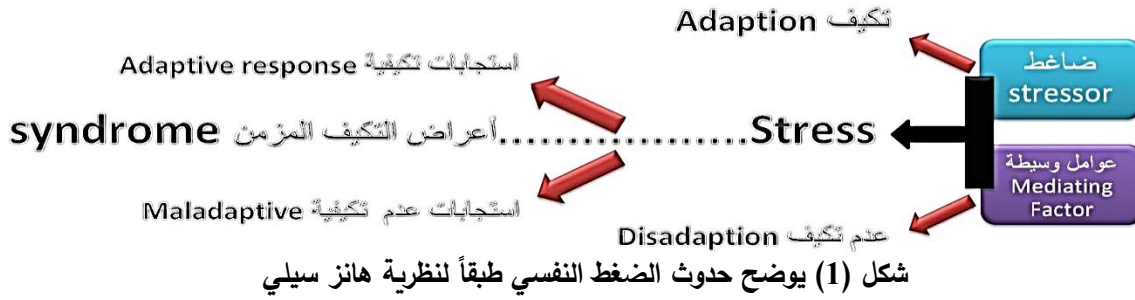 تكيف Adaption
ضاغط
stressor
استجابات تكيفية Adaptive response
Stress.................أعراض التكيف المزمن syndrome
عوامل وسيطة
Mediating
Factor
استجابات عدم تكيفية Maladaptive
عدم تكيف Disadaption
شكل (1) يوضح حدوث الضغط النفسي طبقاً لنظرية هانز سيلي